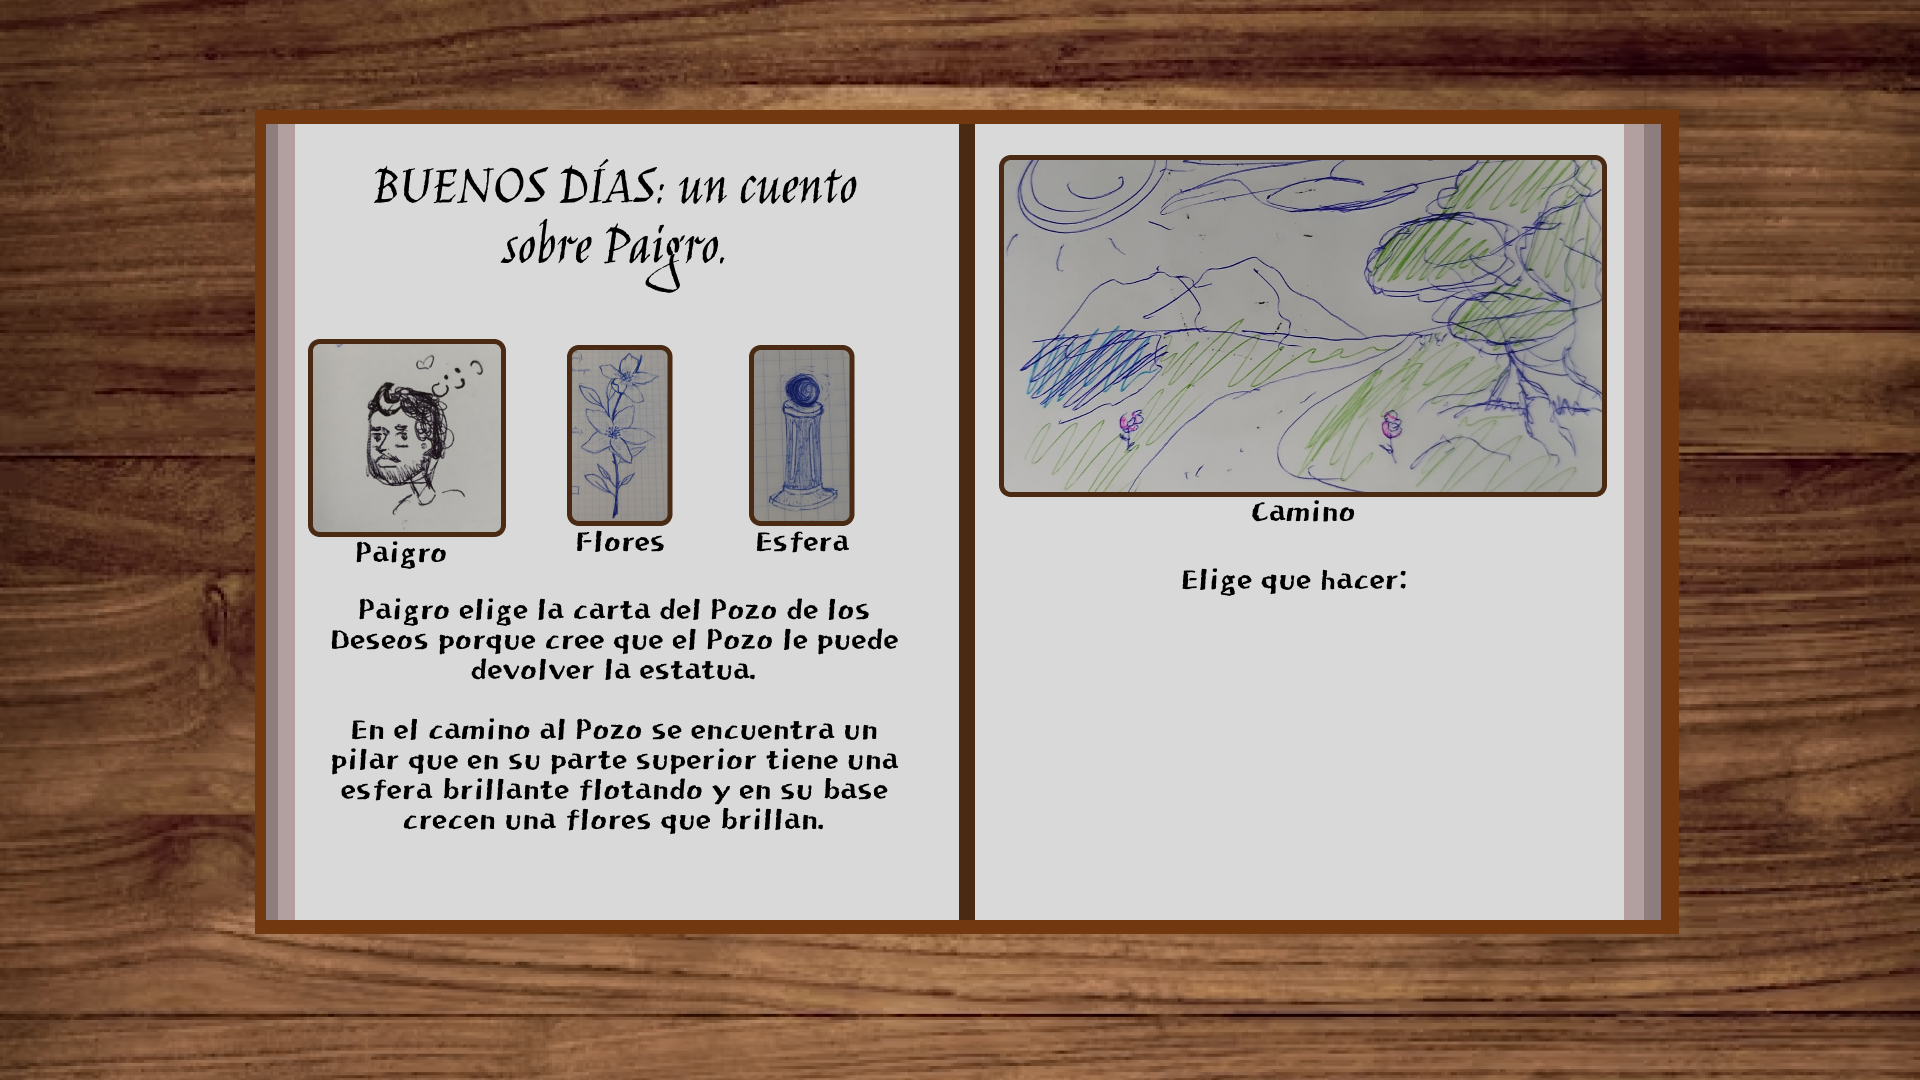 BUENOS DÍAS: un cuento
sobre Paigro.
Paigro
Flores
Esfera
Paigro elige la carta del Pozo de los
Deseos porque cree que el Pozo le puede
devolver la estatua.
En el camino al Pozo se encuentra un
pilar que en su parte superior tiene una
esfera brillante flotando y en su base
crecen una flores que brillan.
Camino
Elige que hacer: